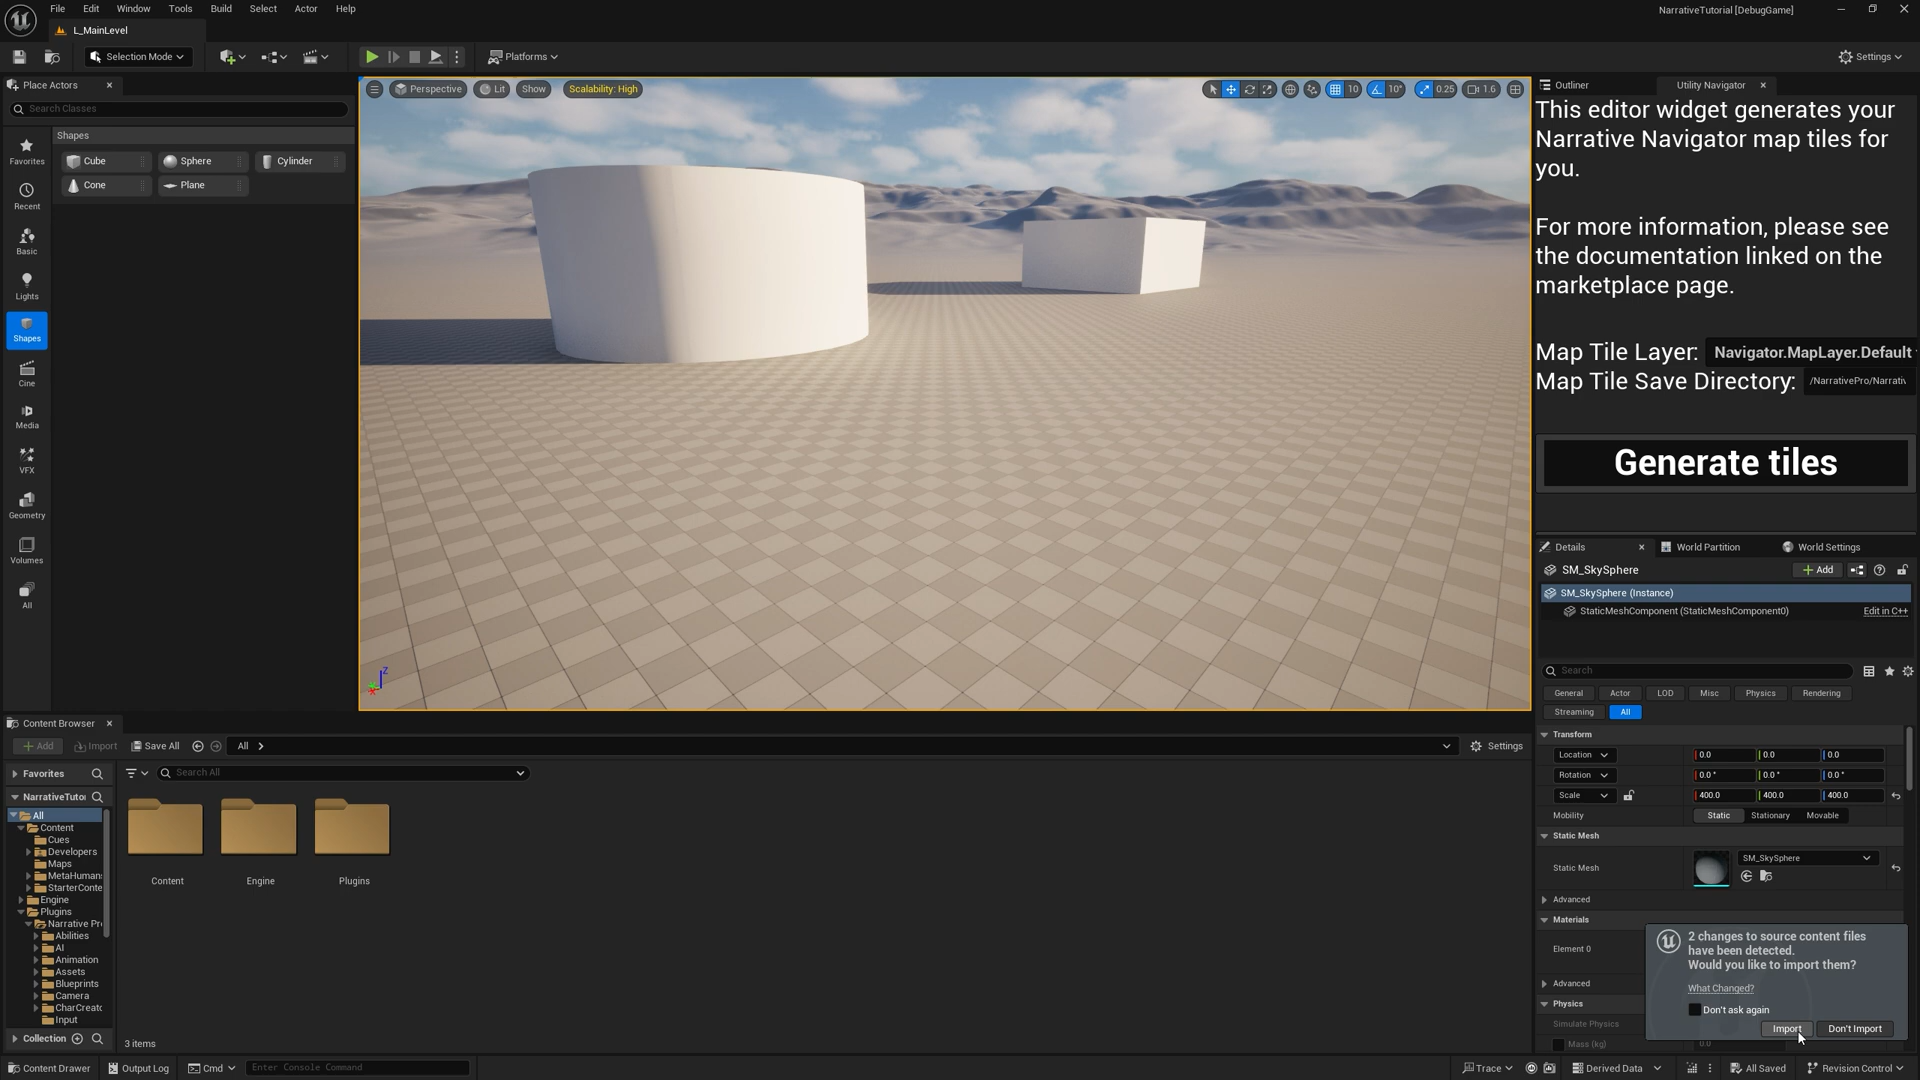 File Edit Window Tools Build Select Actor Help
NarrativeTutorial [DebugGame]
L_MainLevel
Selection Mode
Platforms
Settings
Place Actors
Search Classes
Shapes
Cube Sphere Cylinder
Cone Plane
Favorites
Recent
Basic
Lights
Shapes
Cine
Media
VFX
Geometry
Volumes
All
Perspective Lit Show Scalability: High
10 10° 0.25 1.6
Z
Outliner Utility Navigator
This editor widget generates your
Narrative Navigator map tiles for
you.
For more information, please see
the documentation linked on the
marketplace page.
Map Tile Layer: Navigator.MapLayer.Default
Map Tile Save Directory: /NarrativePro/Narrativ
Generate tiles
Details World Partition World Settings
SM_SkySphere Add
SM_SkySphere (Instance)
StaticMeshComponent (StaticMeshComponent0) Edit in C++
Search
General Actor LOD Misc Physics Rendering
Streaming All
Transform
Location 0.0 0.0 0.0
Rotation 0.0 ° 0.0 ° 0.0 °
Scale 400.0 400.0 400.0
Mobility Static Stationary Movable
Static Mesh
Static Mesh SM_SkySphere
Advanced
Materials
Element 0
Advanced
Physics
Simulate Physics
Mass (kg) 0.0
2 changes to source content files
have been detected.
Would you like to import them?
What Changed?
Don't ask again
Import Don't Import
Content Browser
Add Import Save All All Settings
Favorites
Search All
NarrativeTutor
All
Content
Cues
Developers
Maps
MetaHumans
StarterConte
Engine
Plugins
Narrative Pr
Abilities
AI
Animation
Assets
Blueprints
Camera
CharCreato
Input
Collection
Content Engine Plugins
3 items
Content Drawer Output Log Cmd Enter Console Command
Trace Derived Data All Saved Revision Control